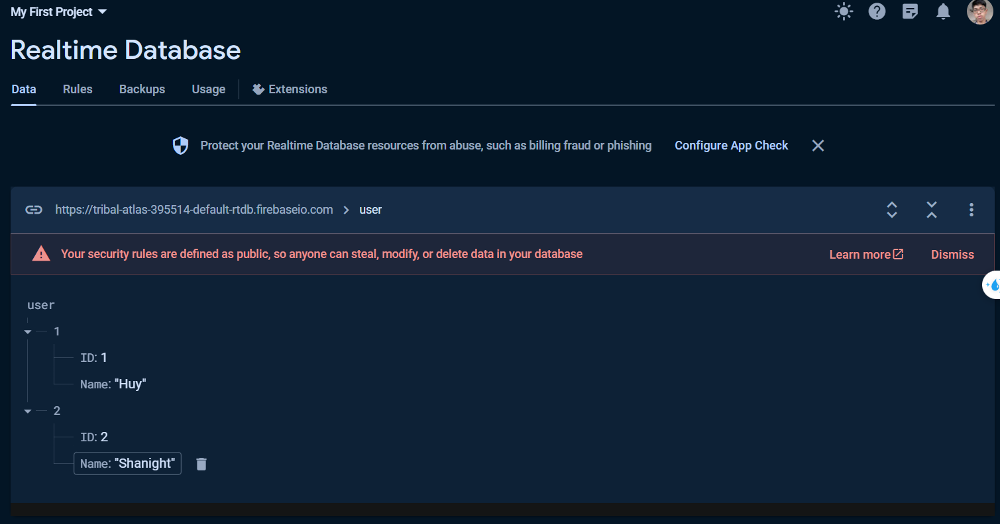 My First Project
Realtime Database
Data Rules Backups Usage Extensions
Protect your Realtime Database resources from abuse, such as billing fraud or phishing Configure App Check
https://tribal-atlas-395514-default-rtdb.firebaseio.com user
Your security rules are defined as public, so anyone can steal, modify, or delete data in your database Learn more Dismiss
user
1
ID: 1
Name: "Huy"
2
ID: 2
Name: "Shanight"